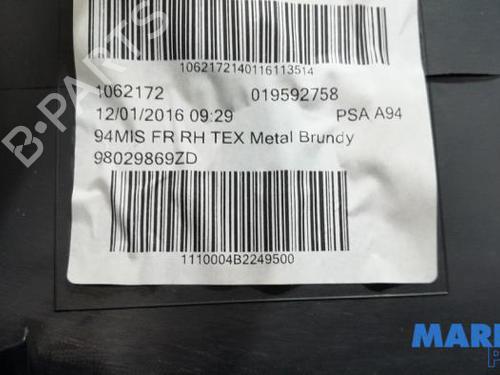 B-PARTS
1062172140116113514
1062172 019592758
12/01/2016 09:29 PSA A94
94MIS FR RH TEX Metal Brundy
98029869ZD
1110004B2249500